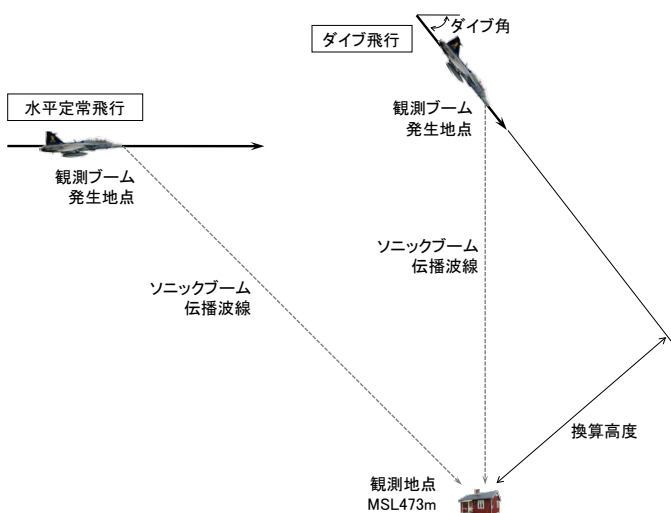 ダイブ角
ダイブ飛行
水平定常飛行
観測ブーム
発生地点
観測ブーム
発生地点
ソニックブーム
伝播波線
ソニックブーム
伝播波線
換算高度
観測地点
MSL473m